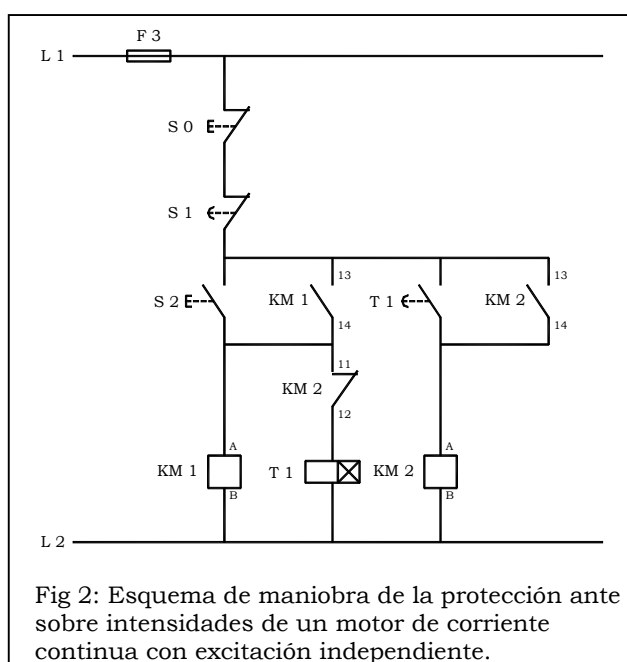 F 3
L 1
S 0
S 1
13
13
S 2
KM 1
T 1
KM 2
14
14
11
KM 2
12
A
A
KM 1
T 1
KM 2
B
B
L 2
Fig 2: Esquema de maniobra de la protección ante
sobre intensidades de un motor de corriente
continua con excitación independiente.